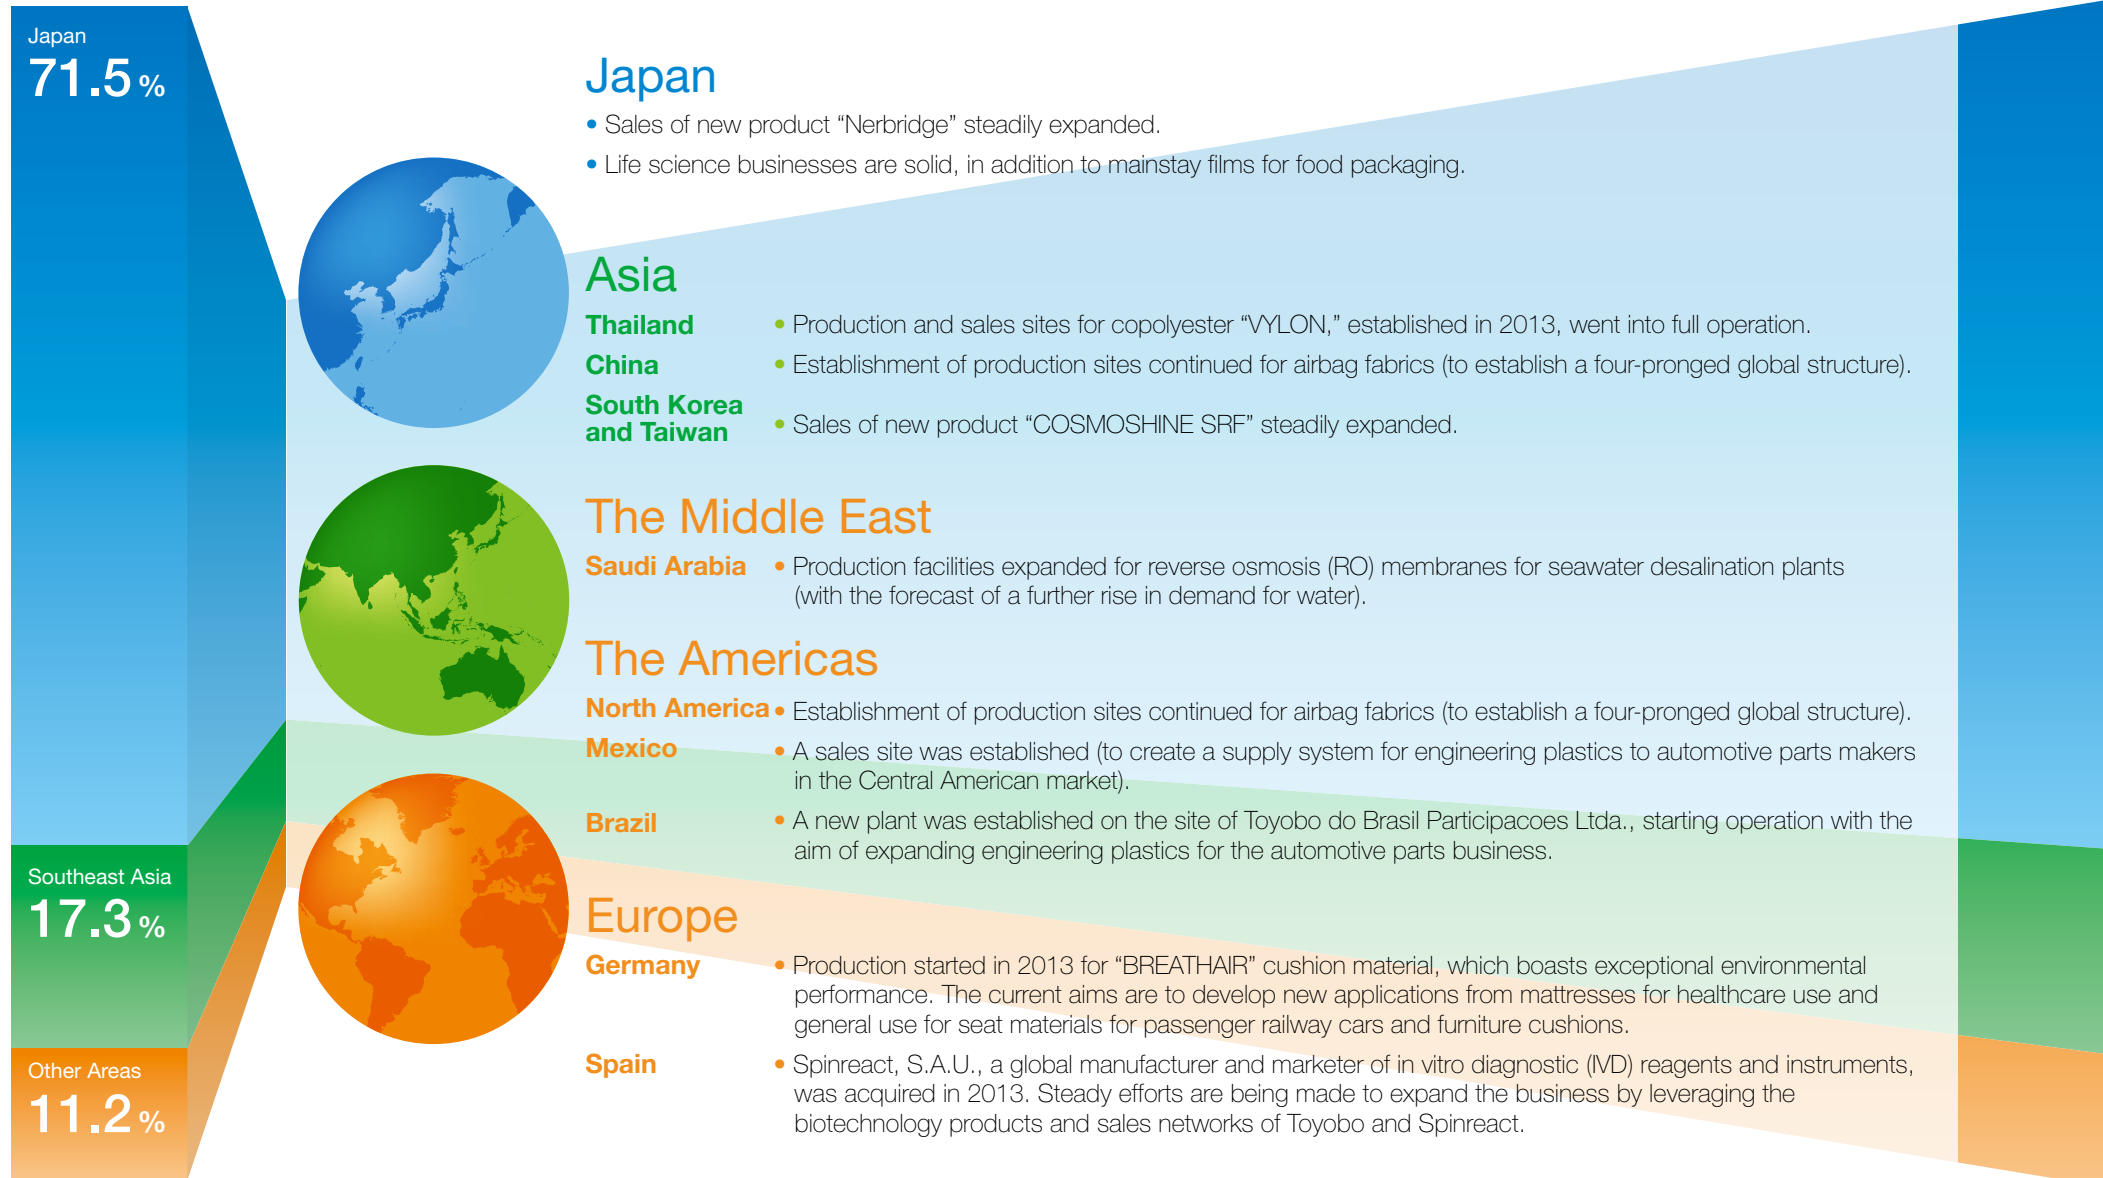 Japan
71.5 %
Southeast Asia
17.3 %
Other Areas
11.2 %
Japan
• Sales of new product “Nerbridge” steadily expanded.
• Life science businesses are solid, in addition to mainstay films for food packaging.
Asia
Thailand • Production and sales sites for copolyester “VYLON,” established in 2013, went into full operation.
China • Establishment of production sites continued for airbag fabrics (to establish a four-pronged global structure).
South Korea
and Taiwan • Sales of new product “COSMOSHINE SRF” steadily expanded.
The Middle East
Saudi Arabia • Production facilities expanded for reverse osmosis (RO) membranes for seawater desalination plants
(with the forecast of a further rise in demand for water).
The Americas
North America • Establishment of production sites continued for airbag fabrics (to establish a four-pronged global structure).
Mexico • A sales site was established (to create a supply system for engineering plastics to automotive parts makers
in the Central American market).
Brazil • A new plant was established on the site of Toyobo do Brasil Participacoes Ltda., starting operation with the
aim of expanding engineering plastics for the automotive parts business.
Europe
Germany • Production started in 2013 for “BREATHAIR” cushion material, which boasts exceptional environmental
performance. The current aims are to develop new applications from mattresses for healthcare use and
general use for seat materials for passenger railway cars and furniture cushions.
Spain • Spinreact, S.A.U., a global manufacturer and marketer of in vitro diagnostic (IVD) reagents and instruments,
was acquired in 2013. Steady efforts are being made to expand the business by leveraging the
biotechnology products and sales networks of Toyobo and Spinreact.